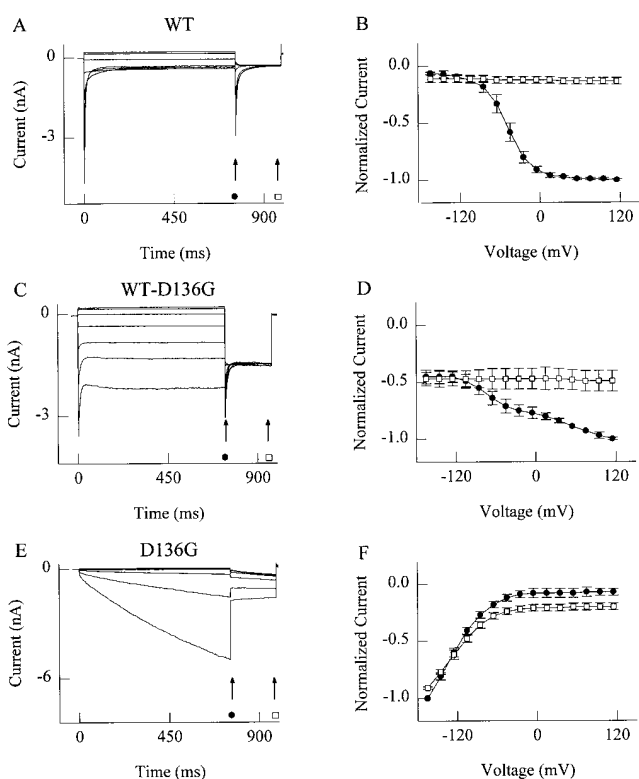 A
WT
Current (nA)
0
-3
0
450
900
Time (ms)
B
Normalized Current
0.0
-0.5
-1.0
-120
0
120
Voltage (mV)
C
WT-D136G
Current (nA)
0
-3
0
450
900
Time (ms)
D
Normalized Current
0.0
-0.5
-1.0
-120
0
120
Voltage (mV)
E
D136G
Current (nA)
0
-6
0
450
900
Time (ms)
F
Normalized Current
0.0
-0.5
-1.0
-120
0
120
Voltage (mV)